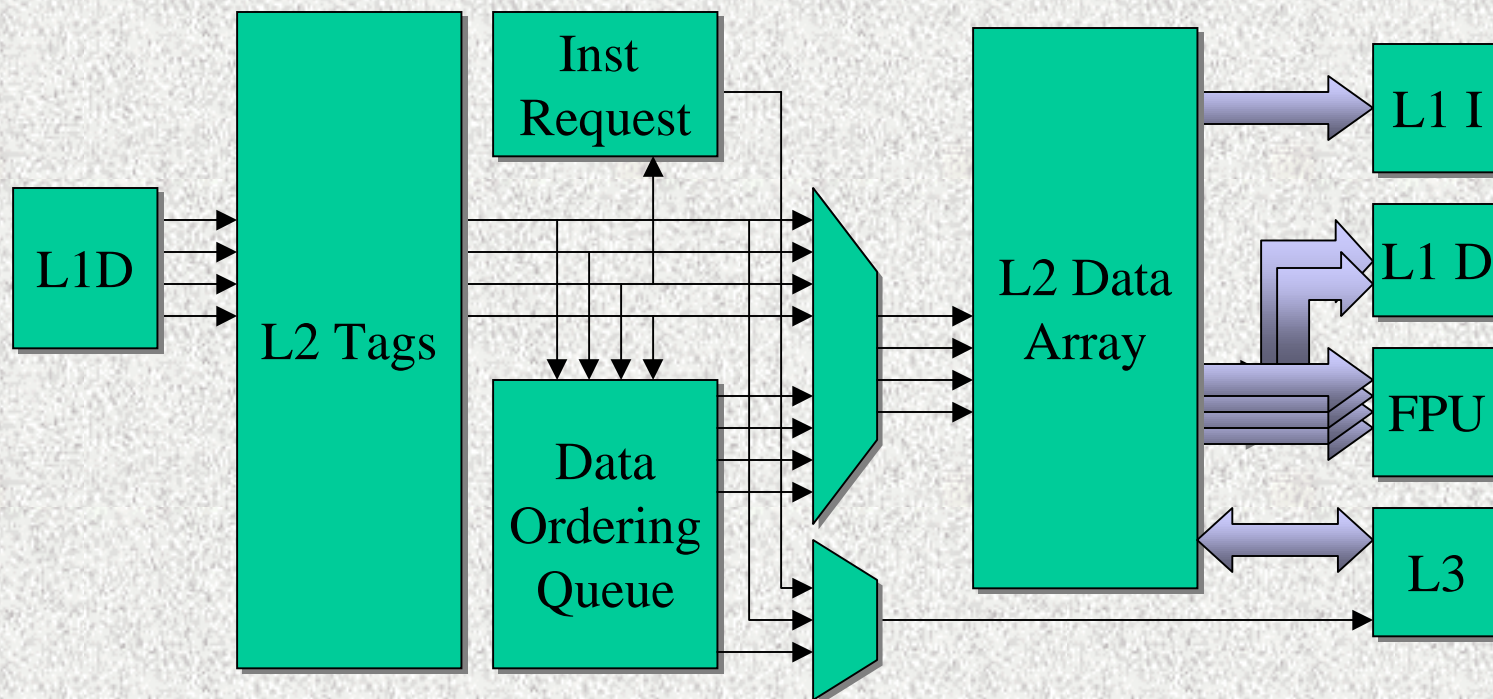 L1D
L2 Tags
Inst
Request
Data
Ordering
Queue
L2 Data
Array
L1 I
L1 D
FPU
L3